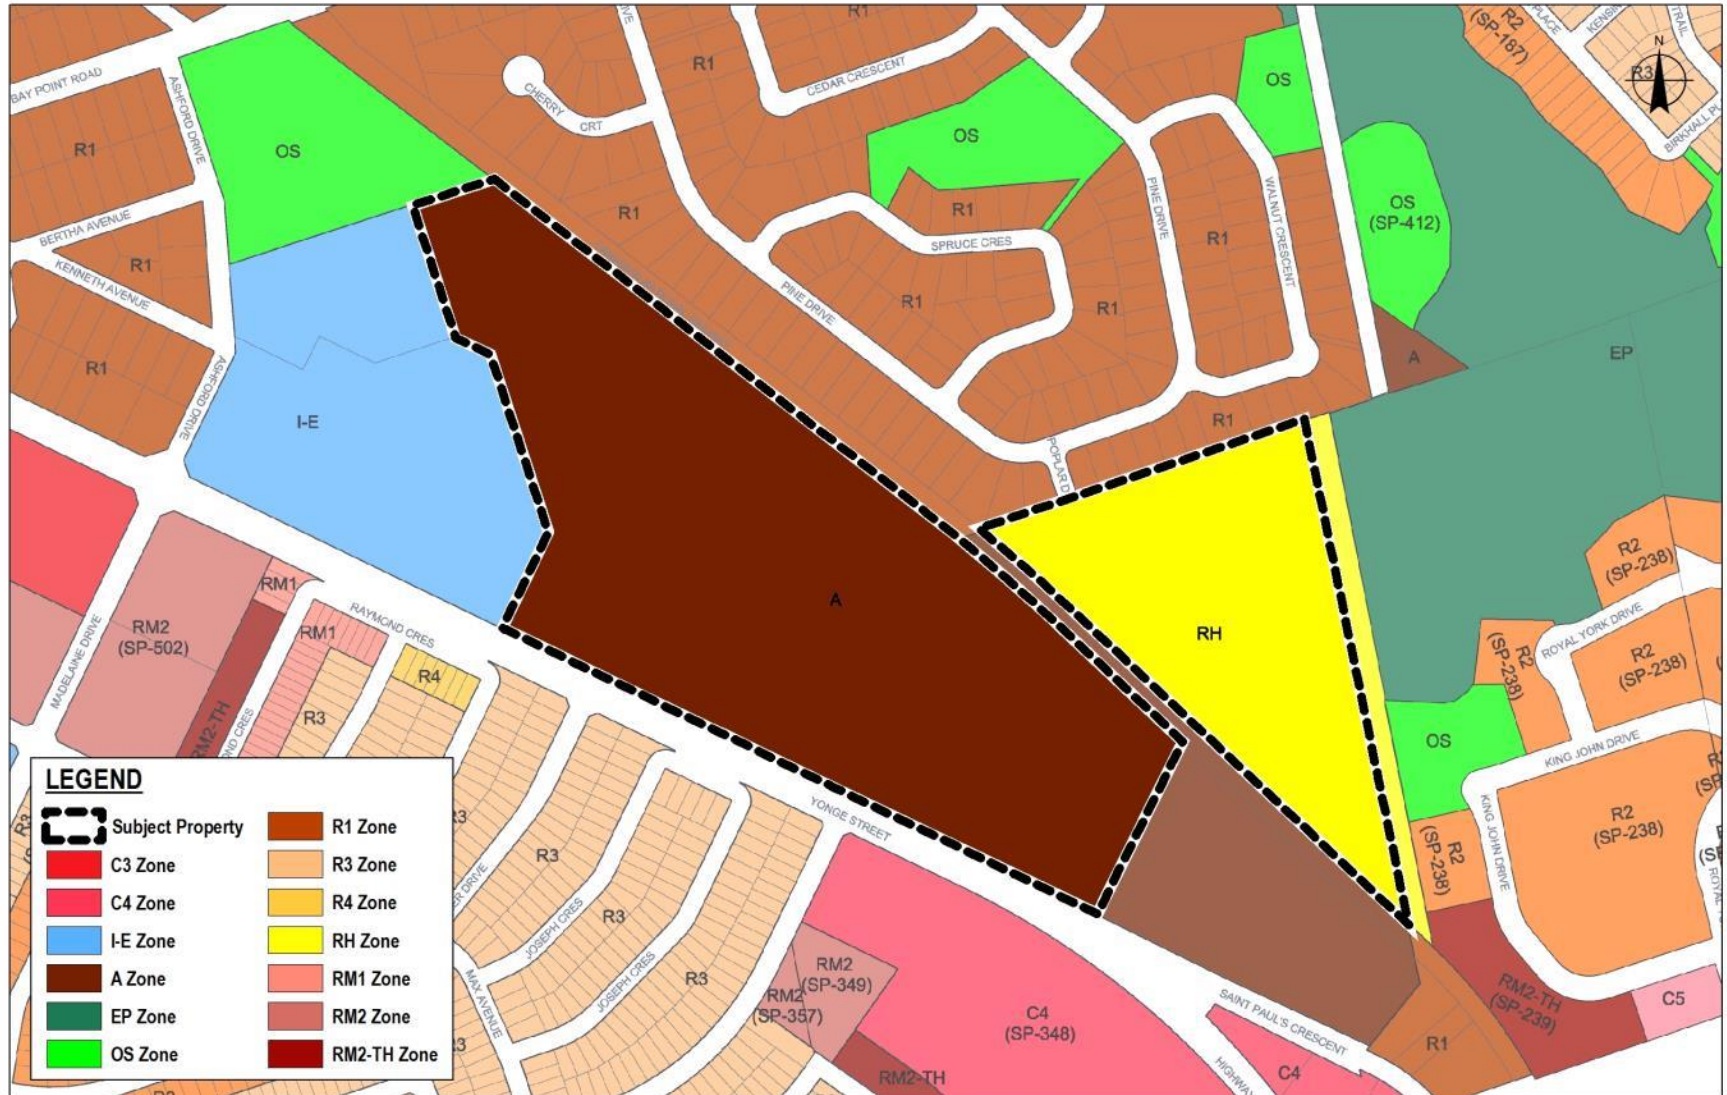 R1
R2
(SP-187)
PLACE
TRAIL
N
R3
BAY POINT ROAD
ASHFORD DRIVE
R1
CEDAR CRESCENT
OS
CHERRY
CRT
OS
OS
R1
BERTHA AVENUE
R1
KENNETH AVENUE
R1
R1
SPRUCE CRES
PINE DRIVE
WALNUT CRESCENT
R1
OS
(SP-412)
PINE DRIVE
R1
R1
EP
A
R1
ASHFORD DRIVE
I-E
R1
A
RH
RM1
RAYMOND CRES
RM1
RM2
(SP-502)
MADELAINE DRIVE
R4
R3
RM2-TH
R2
(SP-238)
ROYAL YORK DRIVE
R2
(SP-238)
R2
(SP-238)
OS
KING JOHN DRIVE
KING JOHN DRIVE
R2
(SP-238)
R2
(SP-238)
YONGE STREET
R3
R3
R3
JOSEPH CRES
JOSEPH CRES
MAX AVENUE
RM2
(SP-349)
RM2
(SP-357)
C4
(SP-348)
RM2-TH
SAINT PAUL'S CRESCENT
C4
R1
RM2-TH
(SP-239)
C5
LEGEND
Subject Property
C3 Zone
C4 Zone
I-E Zone
A Zone
EP Zone
OS Zone
R1 Zone
R3 Zone
R4 Zone
RH Zone
RM1 Zone
RM2 Zone
RM2-TH Zone